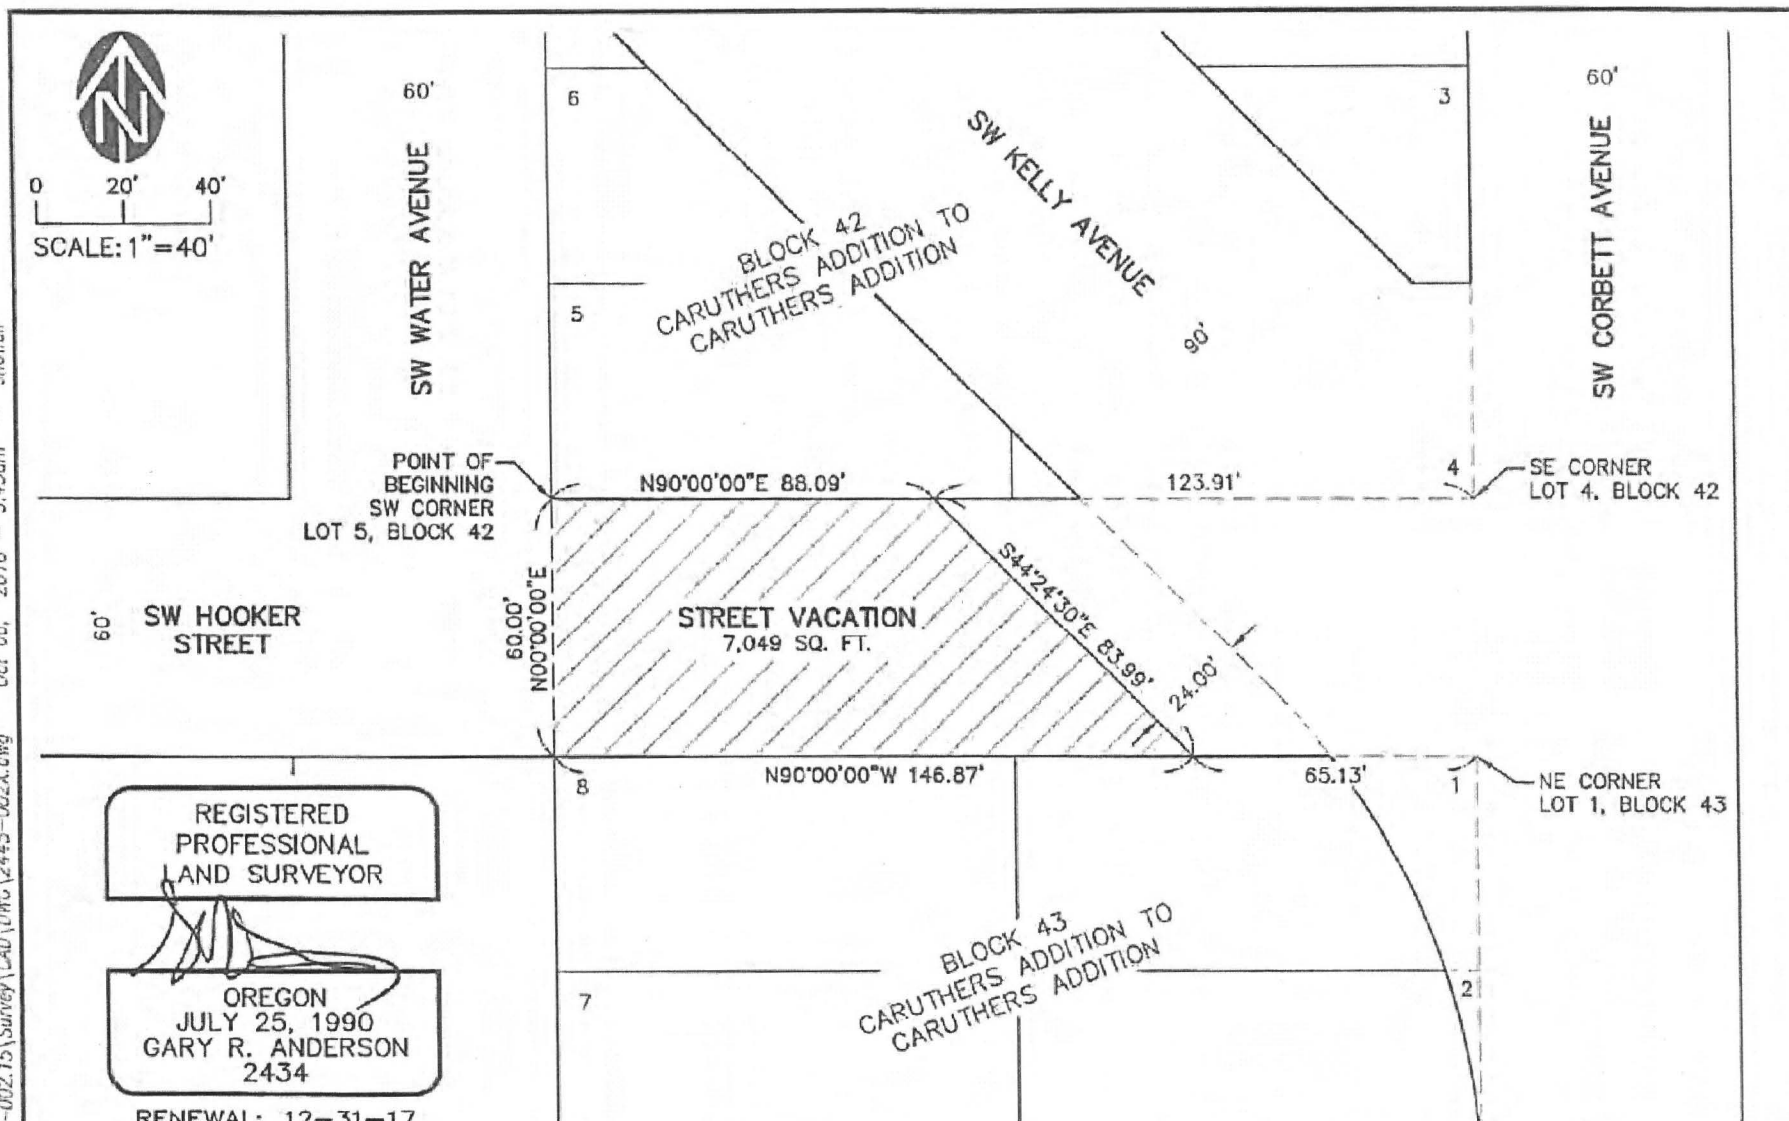 N
0 20' 40'
SCALE: 1"=40'
60'
SW WATER AVENUE
6
5
BLOCK 42
CARUTHERS ADDITION TO
CARUTHERS ADDITION
SW KELLY AVENUE
90'
3
60'
SW CORBETT AVENUE
POINT OF
BEGINNING
SW CORNER
LOT 5, BLOCK 42
N90°00'00"E 88.09'
123.91'
4
SE CORNER
LOT 4, BLOCK 42
60'
SW HOOKER
STREET
60.00'
N00°00'00"E
STREET VACATION
7,049 SQ. FT.
S44°24'30"E 83.99'
24.00'
N90°00'00"W 146.87'
65.13'
8
1
NE CORNER
LOT 1, BLOCK 43
REGISTERED
PROFESSIONAL
LAND SURVEYOR
OREGON
JULY 25, 1990
GARY R. ANDERSON
2434
RENEWAL: 12-31-17
7
BLOCK 43
CARUTHERS ADDITION TO
CARUTHERS ADDITION
2